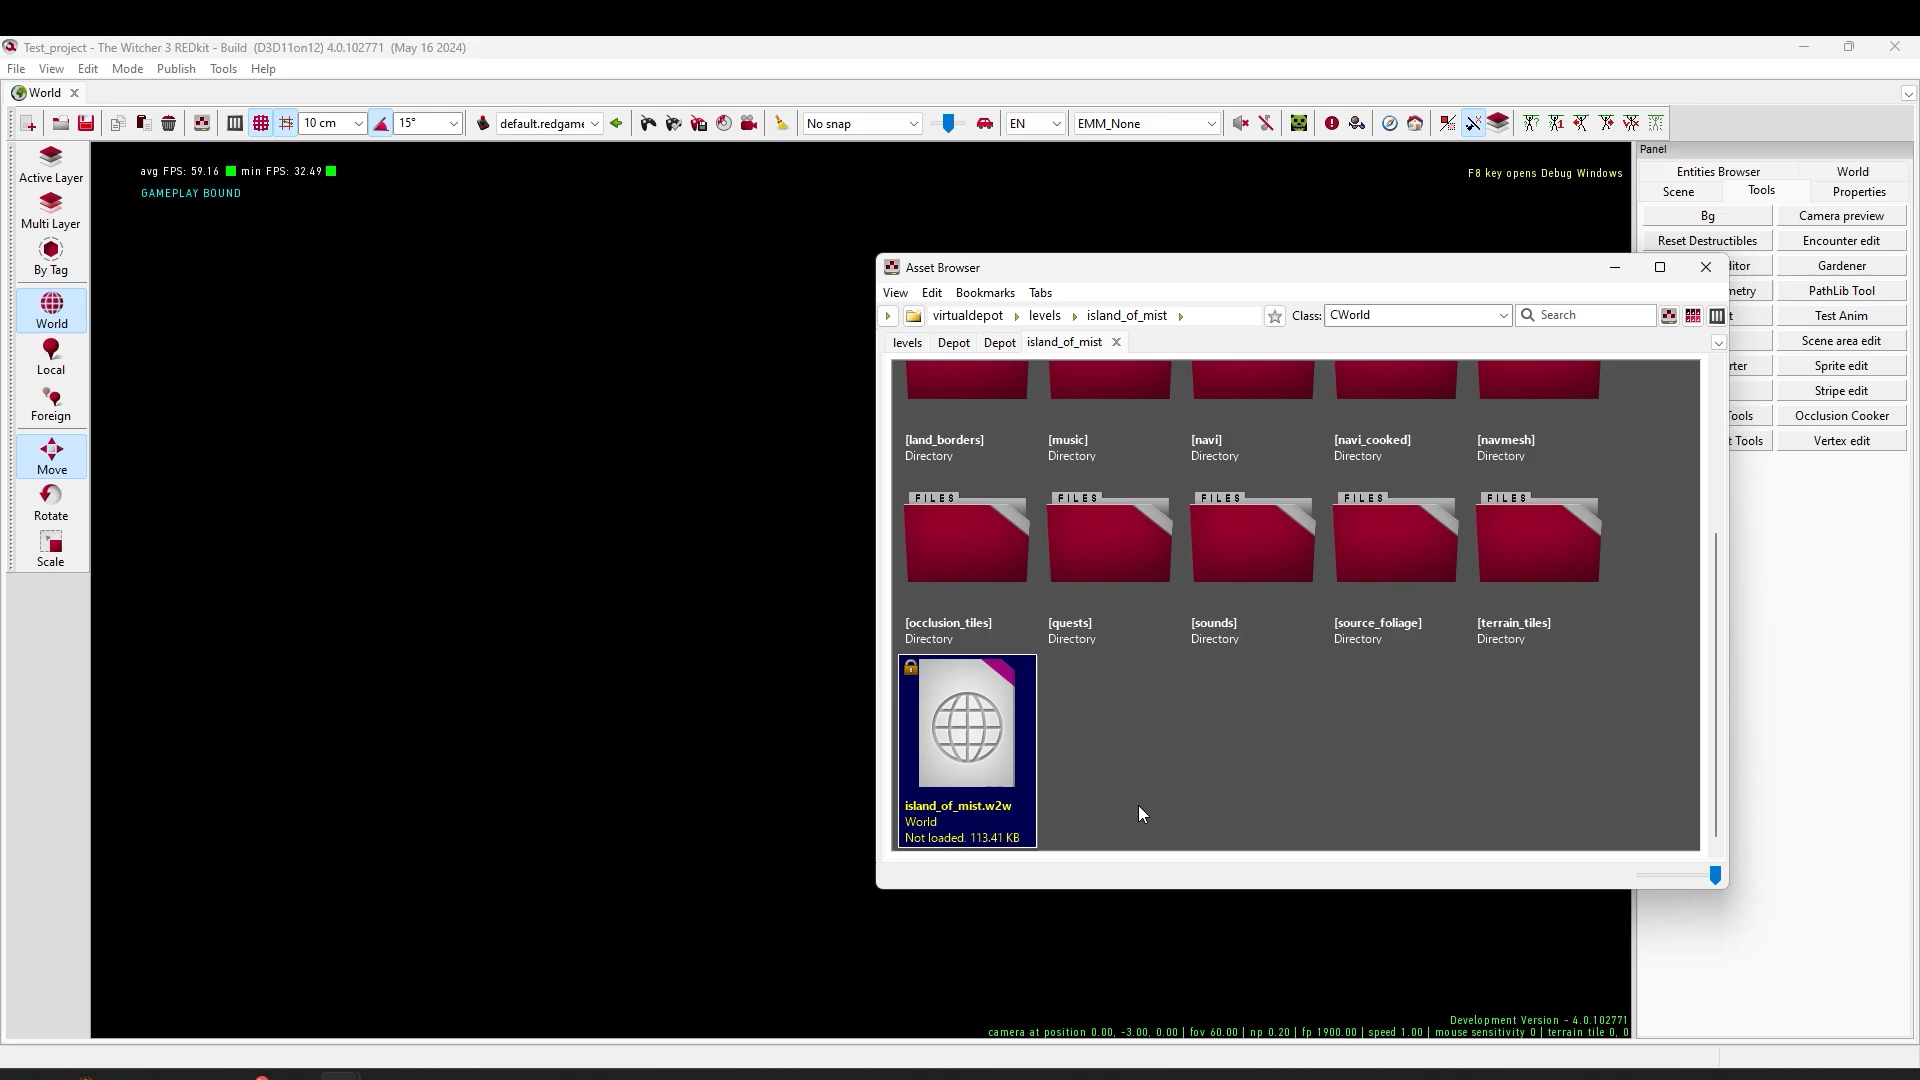 Test_project - The Witcher 3 REDkit - Build (D3D11on12) 4.0.102771 (May 16 2024)
File View Edit Mode Publish Tools Help
World
10 cm 15° default.redgame No snap EN EMM_None
Active Layer
Multi Layer
By Tag
World
Local
Foreign
Move
Rotate
Scale
avg FPS: 59.16 min FPS: 32.49
GAMEPLAY BOUND
F8 key opens Debug Windows
Panel
Entities Browser World
Scene Tools Properties
Bg Camera preview
Reset Destructibles Encounter edit
itor Gardener
metry PathLib Tool
t Test Anim
Scene area edit
rter Sprite edit
Stripe edit
Tools Occlusion Cooker
t Tools Vertex edit
Asset Browser
View Edit Bookmarks Tabs
virtualdepot levels island_of_mist Class: CWorld Search
levels Depot Depot island_of_mist
[land_borders] [music] [navi] [navi_cooked] [navmesh]
Directory Directory Directory Directory Directory
FILES FILES FILES FILES FILES
[occlusion_tiles] [quests] [sounds] [source_foliage] [terrain_tiles]
Directory Directory Directory Directory Directory
island_of_mist.w2w
World
Not loaded. 113.41 KB
Development Version - 4.0.102771
camera at position 0.00, -3.00, 0.00 | fov 60.00 | np 0.20 | fp 1900.00 | speed 1.00 | mouse sensitivity 0 | terrain tile 0, 0